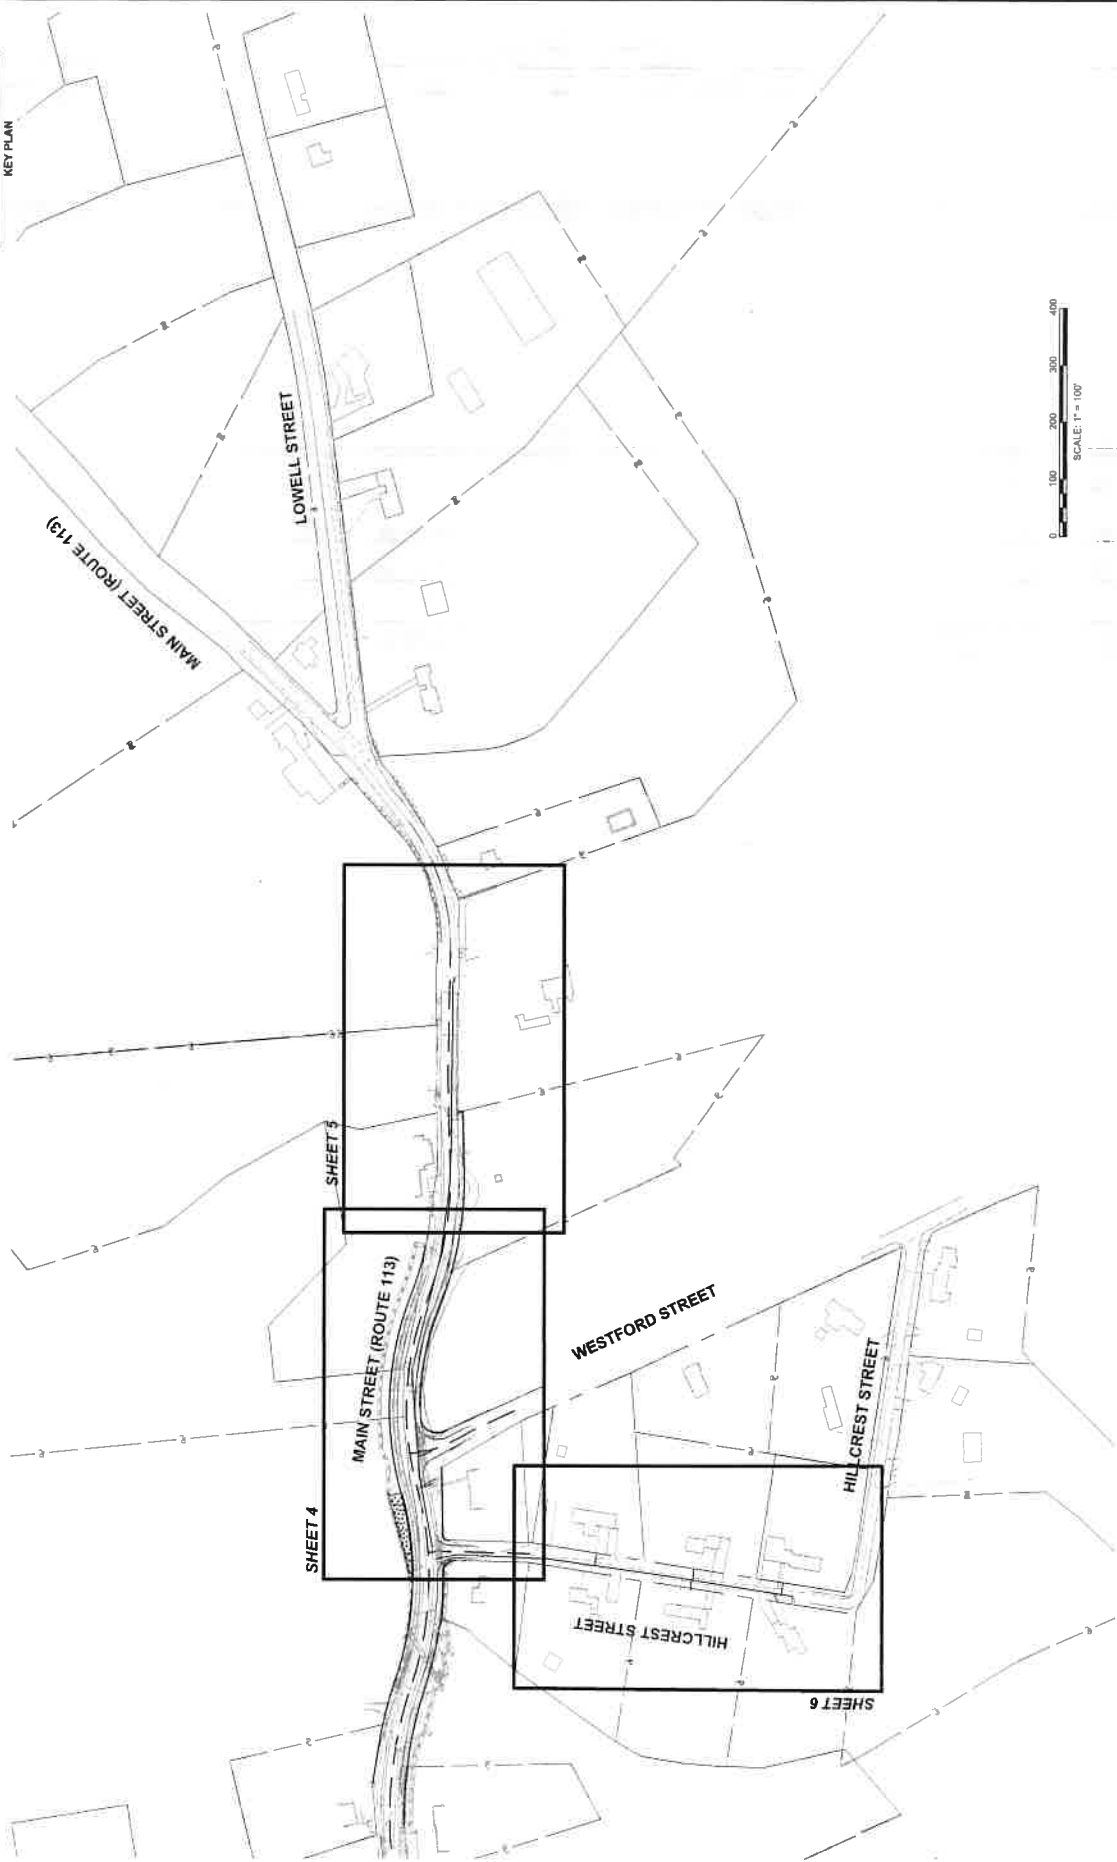 KEY PLAN
MAIN STREET (ROUTE 113)
LOWELL STREET
SHEET 5
SHEET 4
MAIN STREET (ROUTE 113)
WESTFORD STREET
HILLCREST STREET
HILLCREST STREET
SHEET 6
0 100 200 300 400
SCALE: 1" = 100'